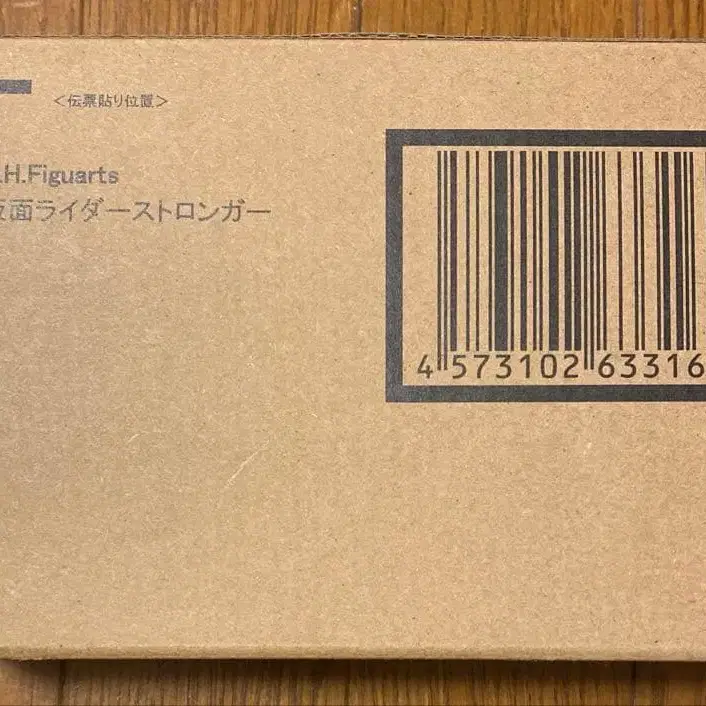 <伝票貼り位置>
.H.Figuarts
仮面ライダーストロンガー
4 573102 63316